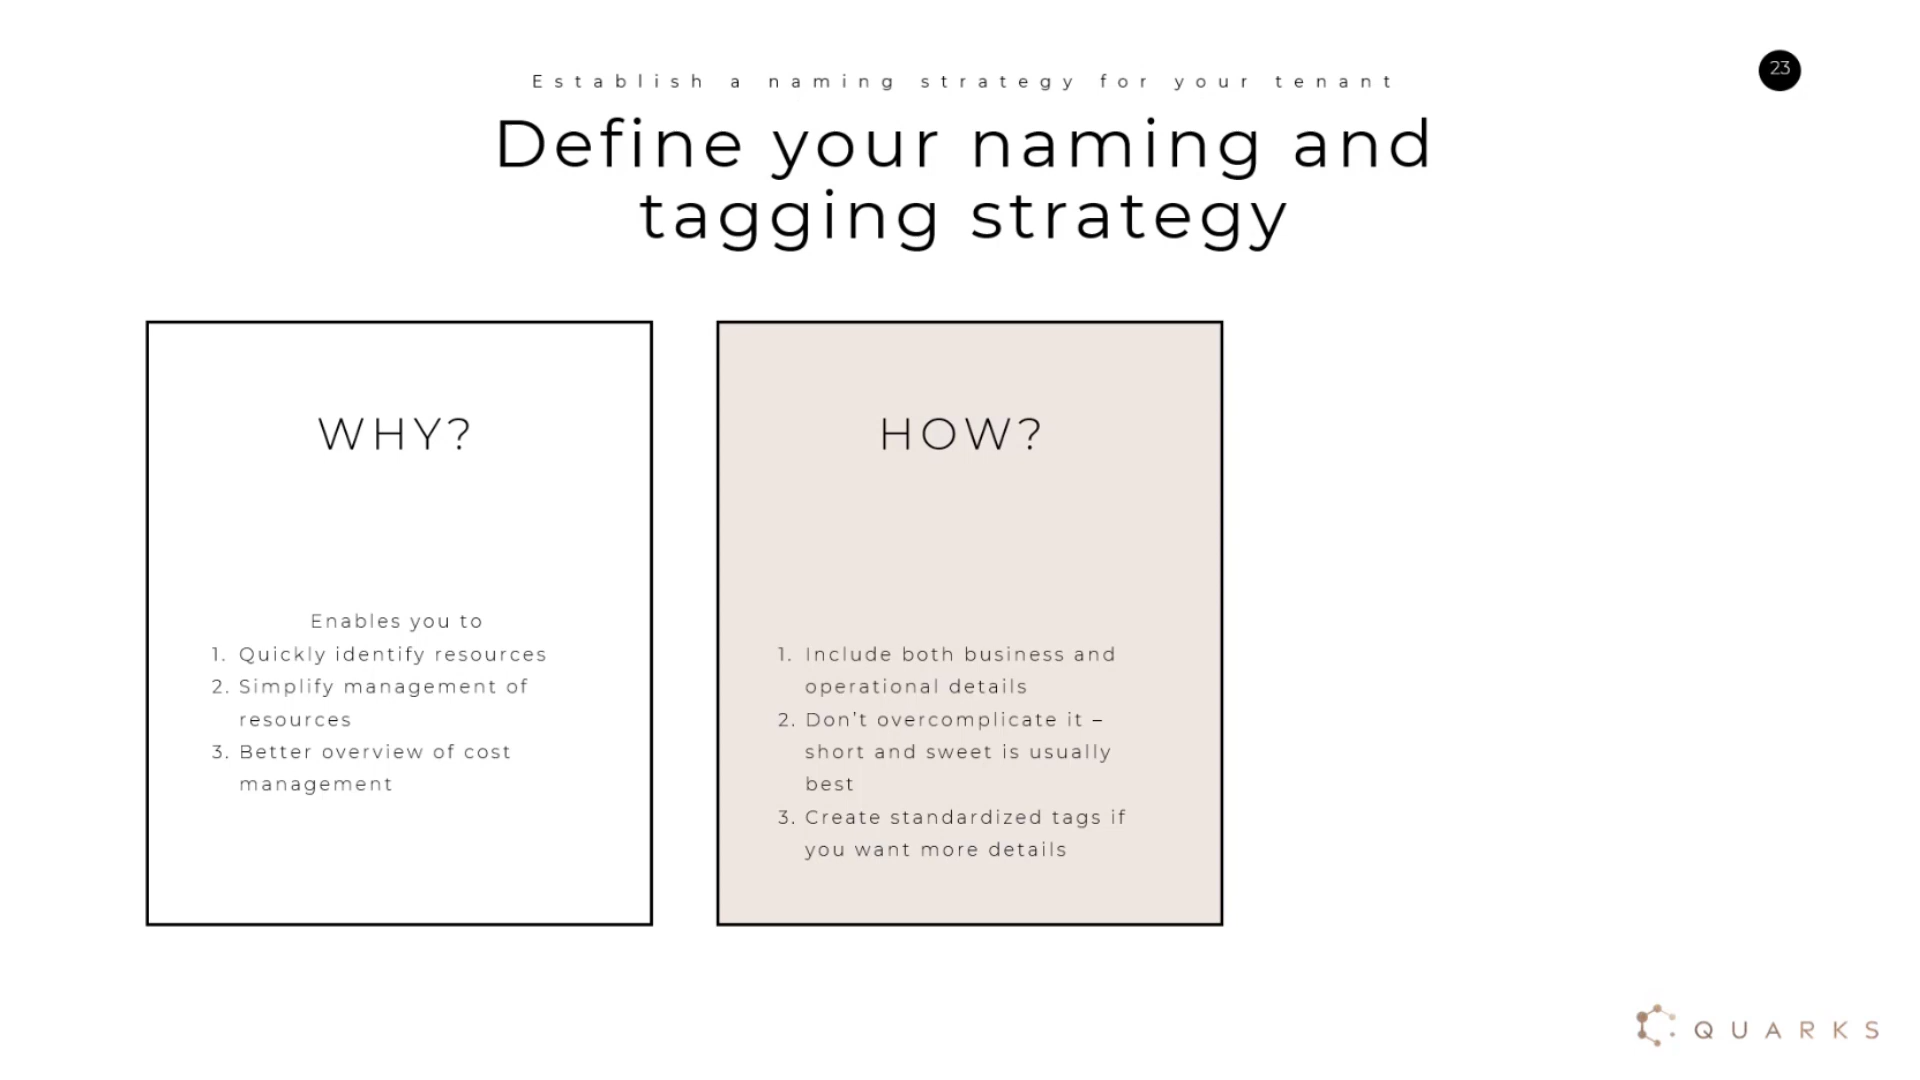 Establish a naming strategy for your tenant
23
Define your naming and
tagging strategy
WHY?
Enables you to
1. Quickly identify resources
2. Simplify management of
resources
3. Better overview of cost
management
HOW?
1. Include both business and
operational details
2. Don't overcomplicate it –
short and sweet is usually
best
3. Create standardized tags if
you want more details
QUARKS